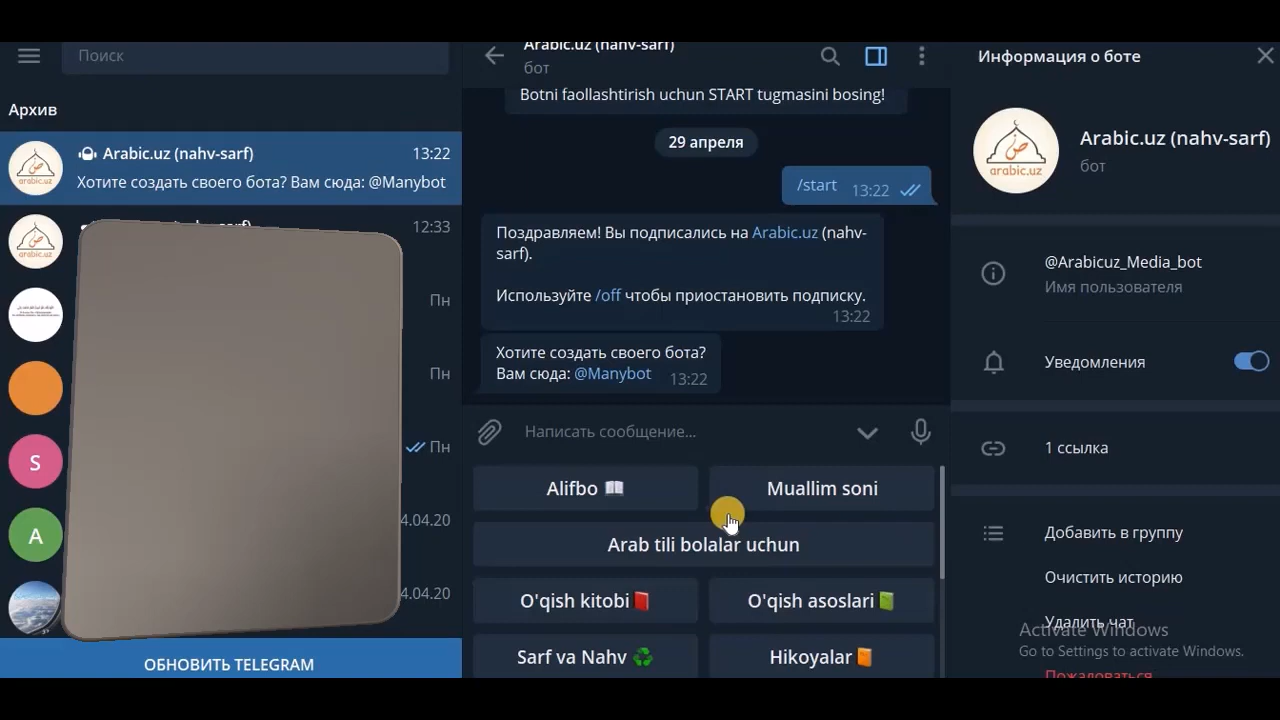 Поиск
Архив
Arabic.uz (nahv-sarf) 13:22
Хотите создать своего бота? Вам сюда: @Manybot
arabic.uz
12:33
arabic.uz
Пн
Пн
S
Пн
A
4.04.20
4.04.20
ОБНОВИТЬ TELEGRAM
Arabic.uz (nahv-sarf)
бот
Botni faollashtirish uchun START tugmasini bosing!
29 апреля
/start 13:22
Поздравляем! Вы подписались на Arabic.uz (nahv-
sarf).
Используйте /off чтобы приостановить подписку.
13:22
Хотите создать своего бота?
Вам сюда: @Manybot 13:22
Написать сообщение...
Alifbo 📖 Muallim soni
Arab tili bolalar uchun
O'qish kitobi📕 O'qish asoslari📗
Sarf va Nahv ♻️ Hikoyalar📙
Информация о боте
ص
arabic.uz
Arabic.uz (nahv-sarf)
бот
@Arabicuz_Media_bot
Имя пользователя
Уведомления
1 ссылка
Добавить в группу
Очистить историю
Удалить чат
Activate Windows
Go to Settings to activate Windows.
Пожаловаться